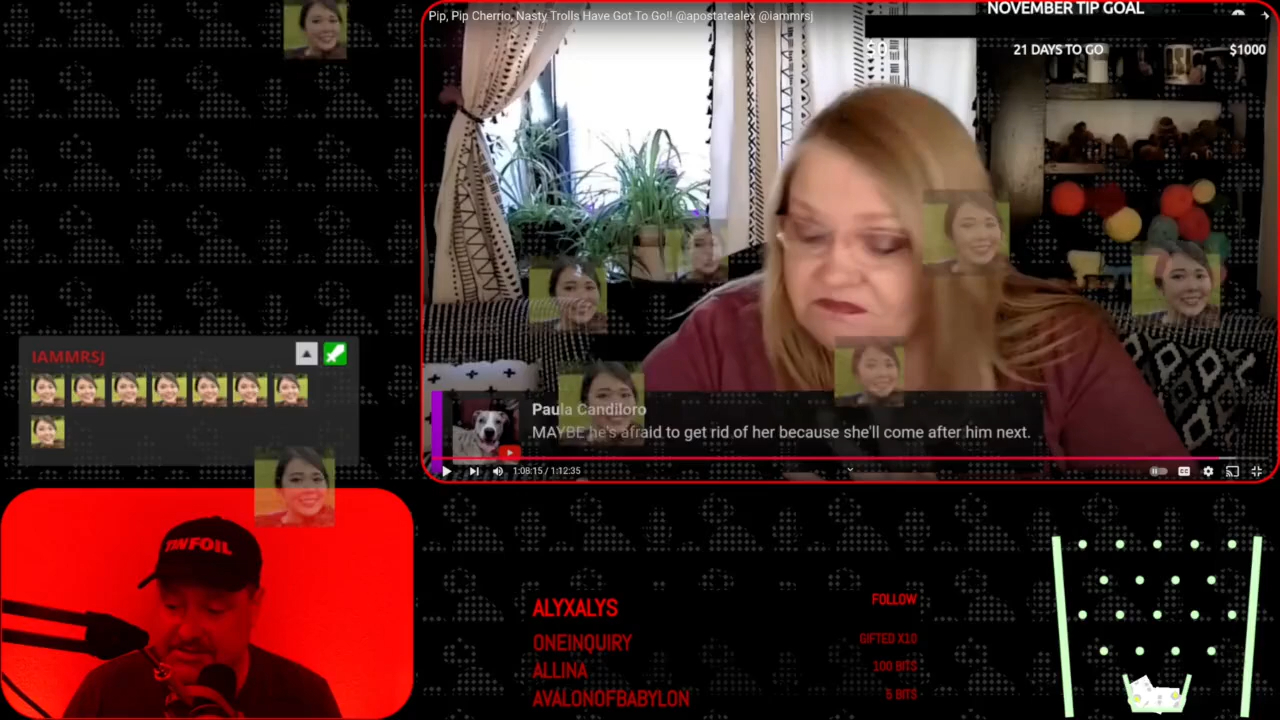 Pip, Pip Cherrio, Nasty Trolls Have Got To Go!! @apostatealex @iammrsj
NOVEMBER TIP GOAL
$0
21 DAYS TO GO
$1000
IAMMRSJ
Paula Candiloro
MAYBE he's afraid to get rid of her because she'll come after him next.
1:08:15 / 1:12:35
CC
TINFOIL
ALYXALYS FOLLOW
ONEINQUIRY GIFTED X10
ALLINA 100 BITS
AVALONOFBABYLON 5 BITS